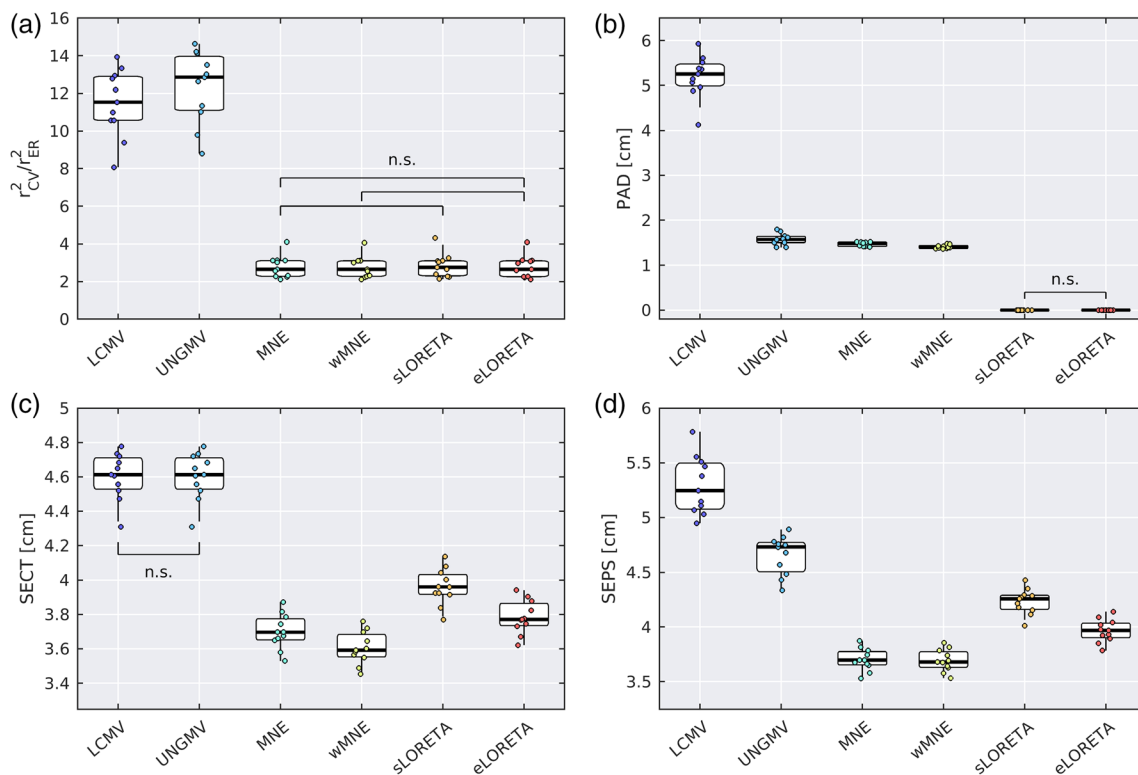 (a)
16
14
12
10
8
6
4
2
0
r²CV/r²ER
n.s.
LCMV
UNGMV
MNE
wMNE
sLORETA
eLORETA
(b)
6
5
4
3
2
1
0
PAD [cm]
n.s.
LCMV
UNGMV
MNE
wMNE
sLORETA
eLORETA
(c)
5
4.8
4.6
4.4
4.2
4
3.8
3.6
3.4
SECT [cm]
n.s.
LCMV
UNGMV
MNE
wMNE
sLORETA
eLORETA
(d)
6
5.5
5
4.5
4
3.5
SEPS [cm]
LCMV
UNGMV
MNE
wMNE
sLORETA
eLORETA